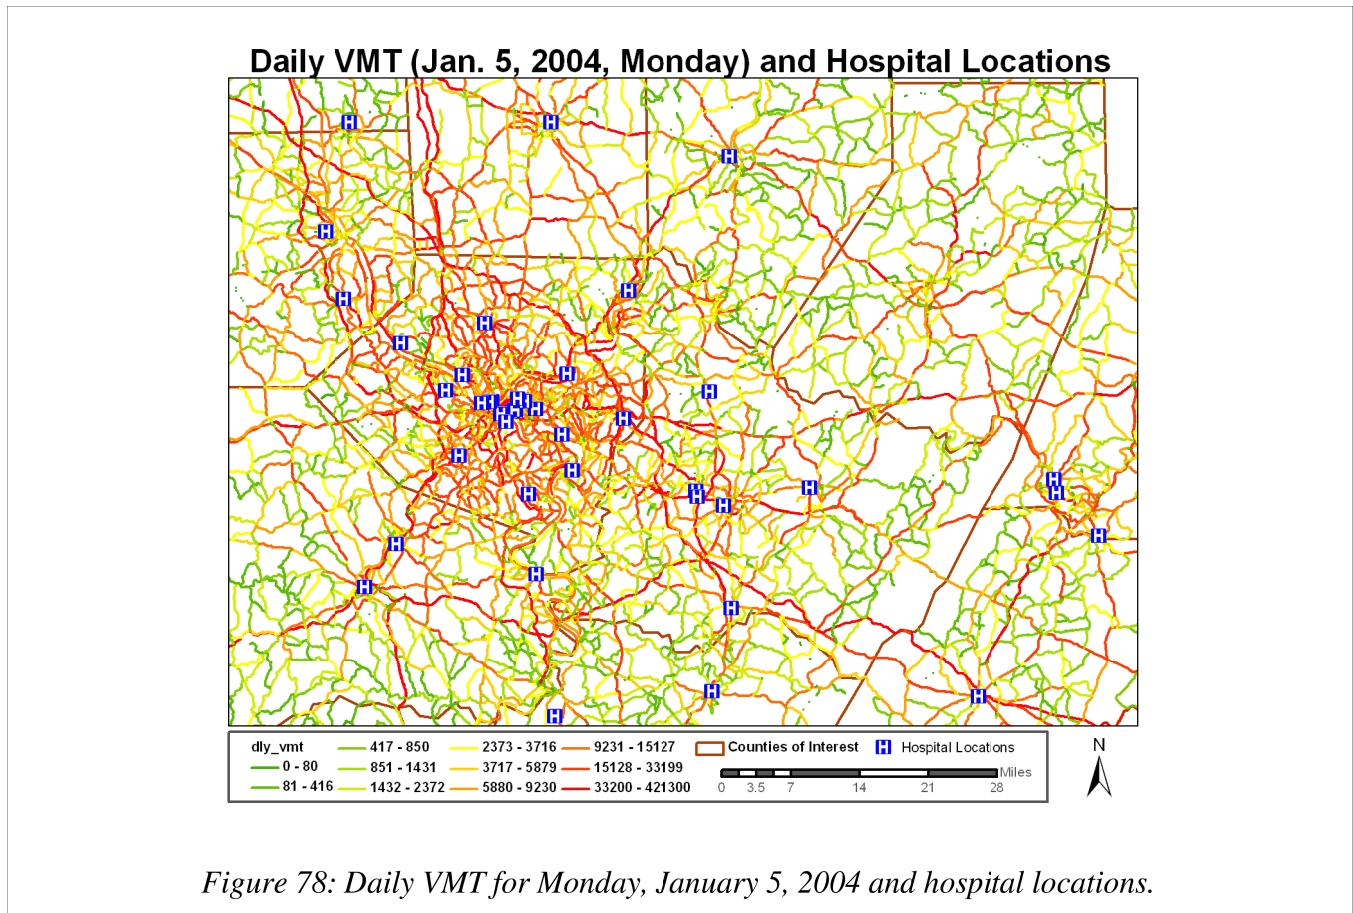 Daily VMT (Jan. 5, 2004, Monday) and Hospital Locations
dly_vmt
0 - 80
81 - 416
417 - 850
851 - 1431
1432 - 2372
2373 - 3716
3717 - 5879
5880 - 9230
9231 - 15127
15128 - 33199
33200 - 421300
Counties of Interest
H Hospital Locations
Miles
0 3.5 7 14 21 28
N
Figure 78: Daily VMT for Monday, January 5, 2004 and hospital locations.